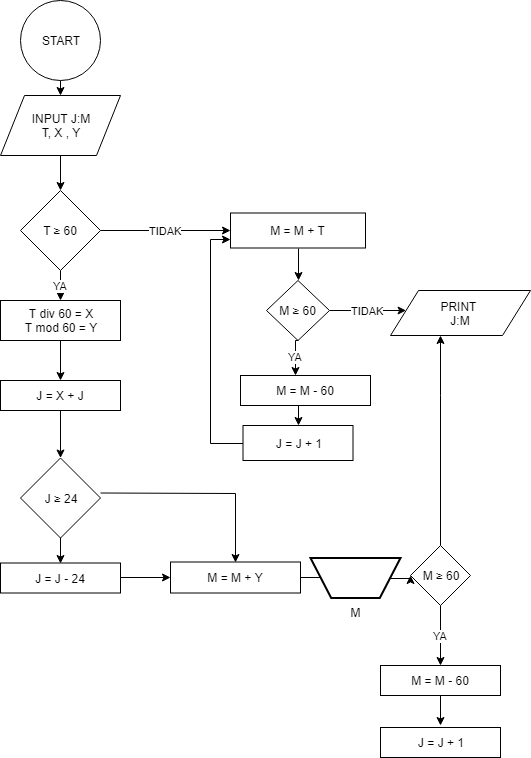 START
INPUT J:M
T, X , Y
T ≥ 60
TIDAK
M = M + T
YA
M ≥ 60
TIDAK
PRINT
J:M
T div 60 = X
T mod 60 = Y
YA
M = M - 60
J = X + J
J = J + 1
J ≥ 24
J = J - 24
M = M + Y
M
M ≥ 60
YA
M = M - 60
J = J + 1